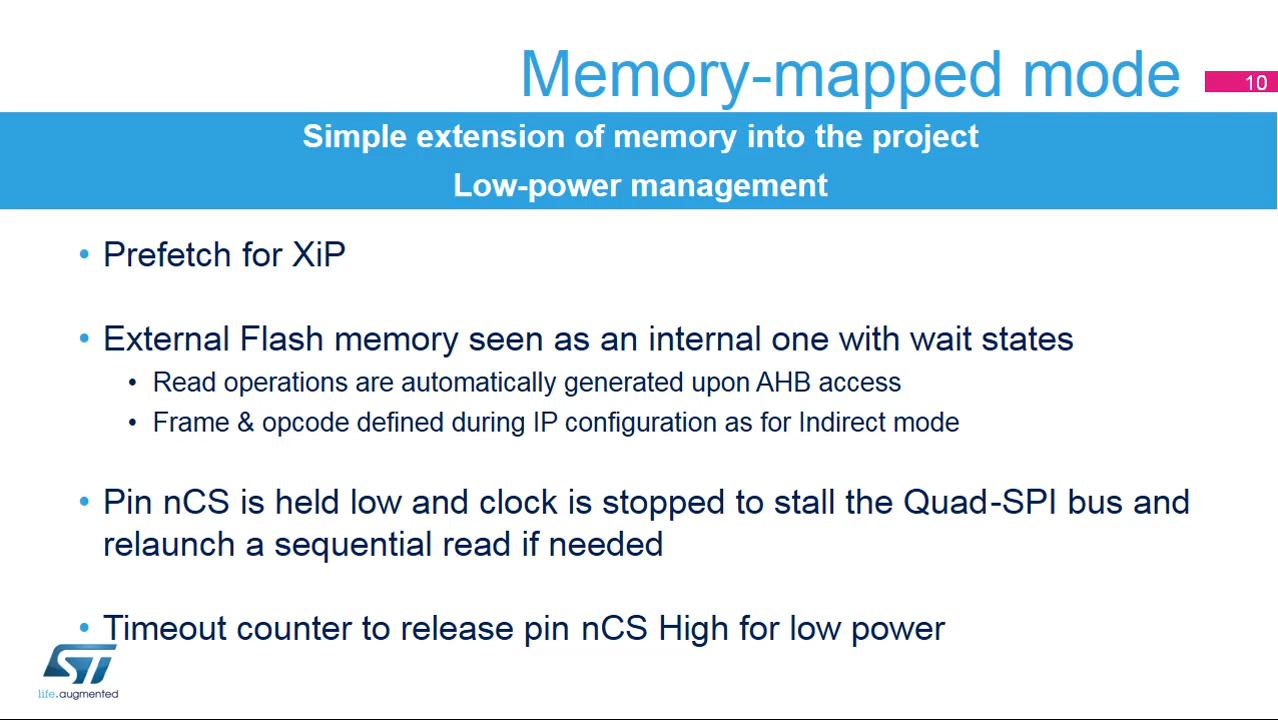 Memory-mapped mode
10
Simple extension of memory into the project
Low-power management
• Prefetch for XiP
• External Flash memory seen as an internal one with wait states
• Read operations are automatically generated upon AHB access
• Frame & opcode defined during IP configuration as for Indirect mode
• Pin nCS is held low and clock is stopped to stall the Quad-SPI bus and
relaunch a sequential read if needed
• Timeout counter to release pin nCS High for low power
ST
life.augmented